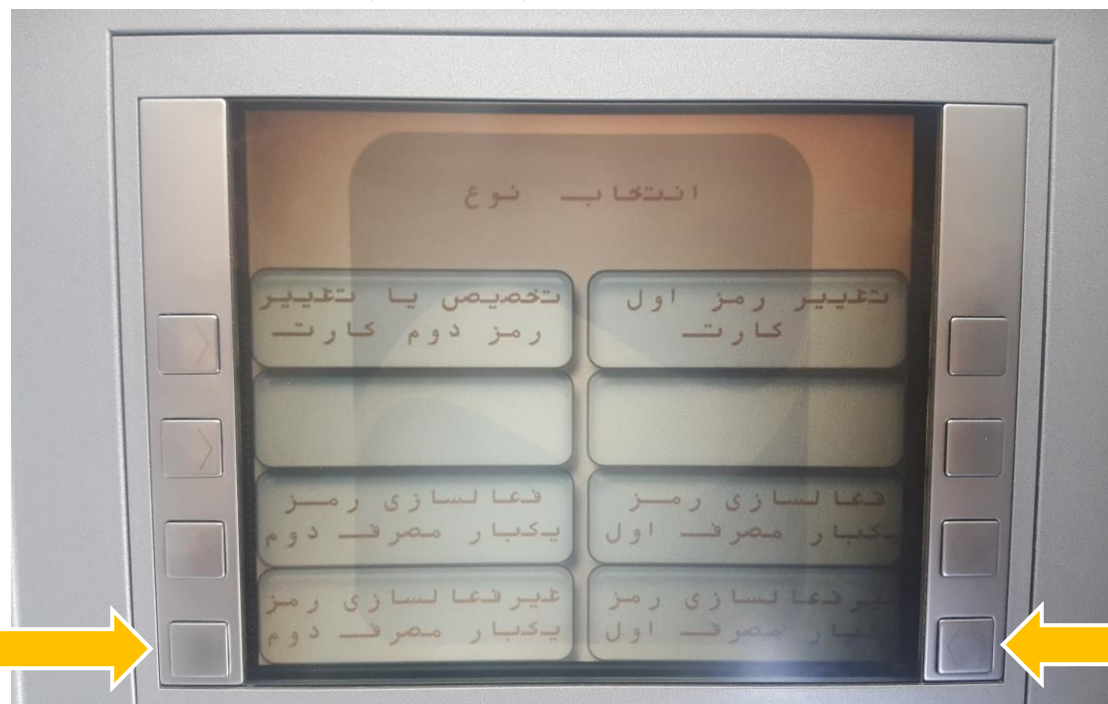 انتخاب نوع
تغییر رمز اول
کارت
تخصیص یا تغییر
رمز دوم کارت
فعالسازی رمز
یکبار مصرف اول
فعالسازی رمز
یکبار مصرف دوم
غیرفعالسازی رمز
یکبار مصرف اول
غیرفعالسازی رمز
یکبار مصرف دوم